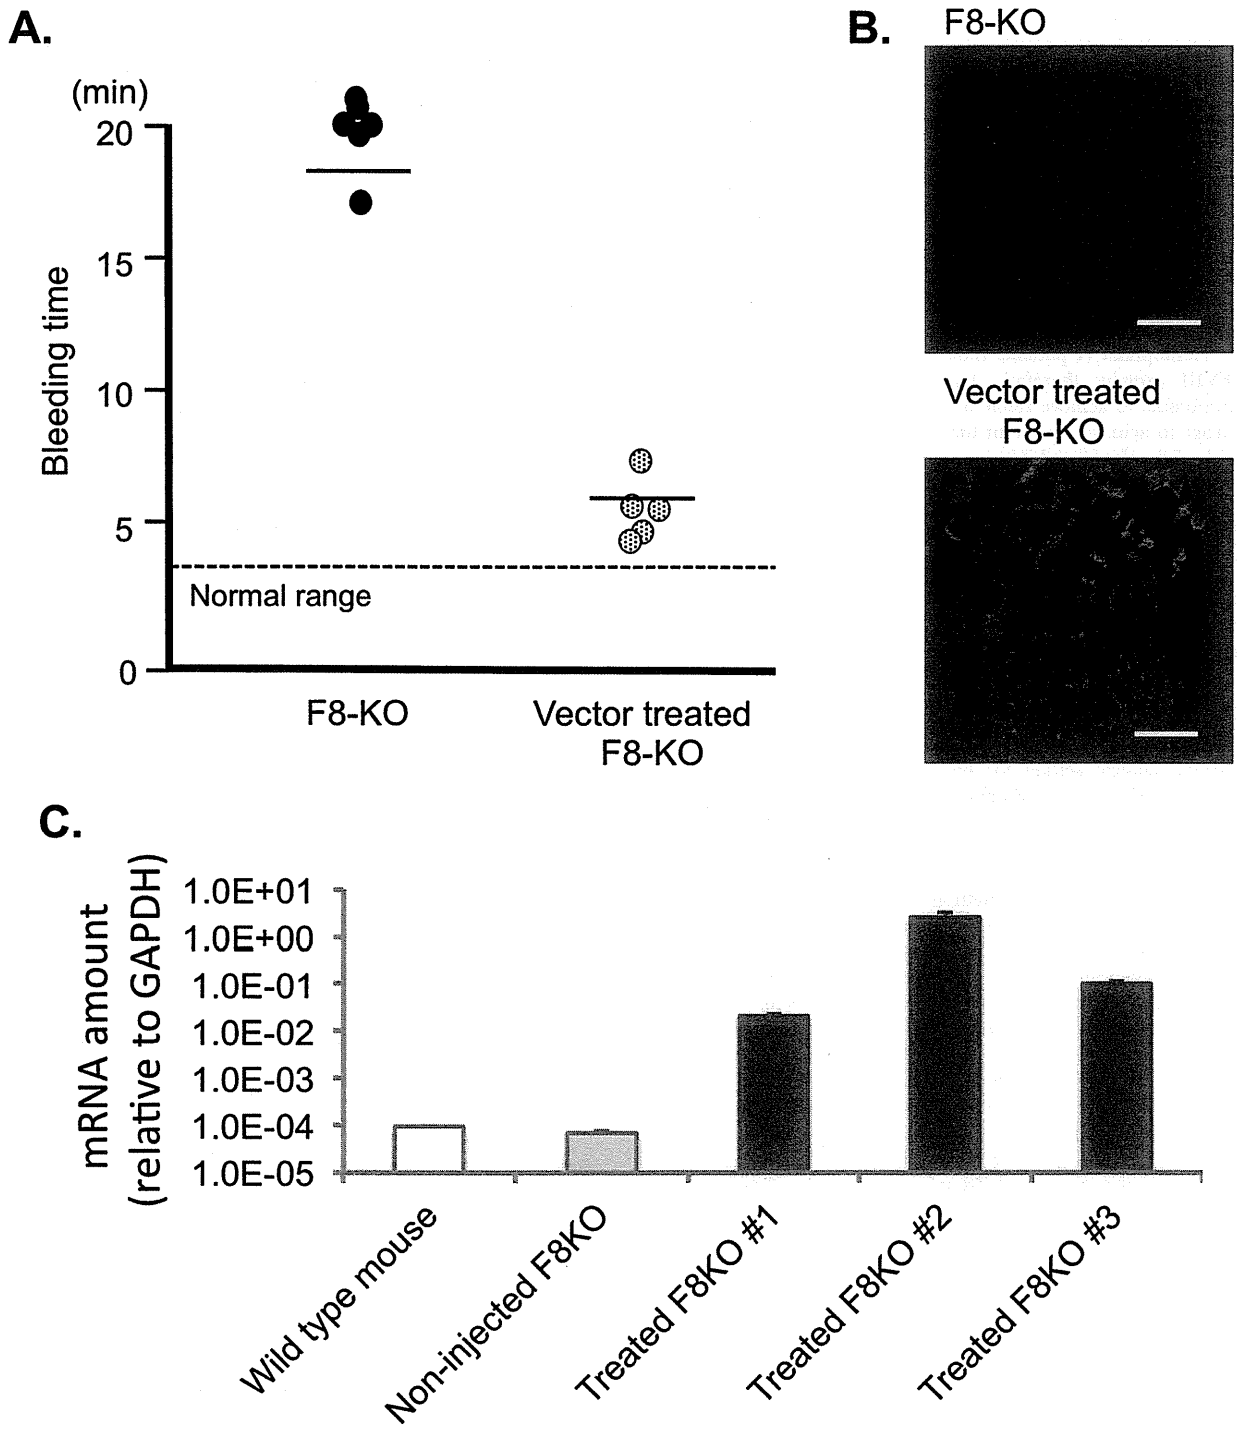 A.
(min)
20
15
10
5
0
Bleeding time
Normal range
F8-KO
Vector treated
F8-KO
B.
F8-KO
Vector treated
F8-KO
C.
mRNA amount
(relative to GAPDH)
1.0E+01
1.0E+00
1.0E-01
1.0E-02
1.0E-03
1.0E-04
1.0E-05
Wild type mouse
Non-injected F8KO
Treated F8KO #1
Treated F8KO #2
Treated F8KO #3